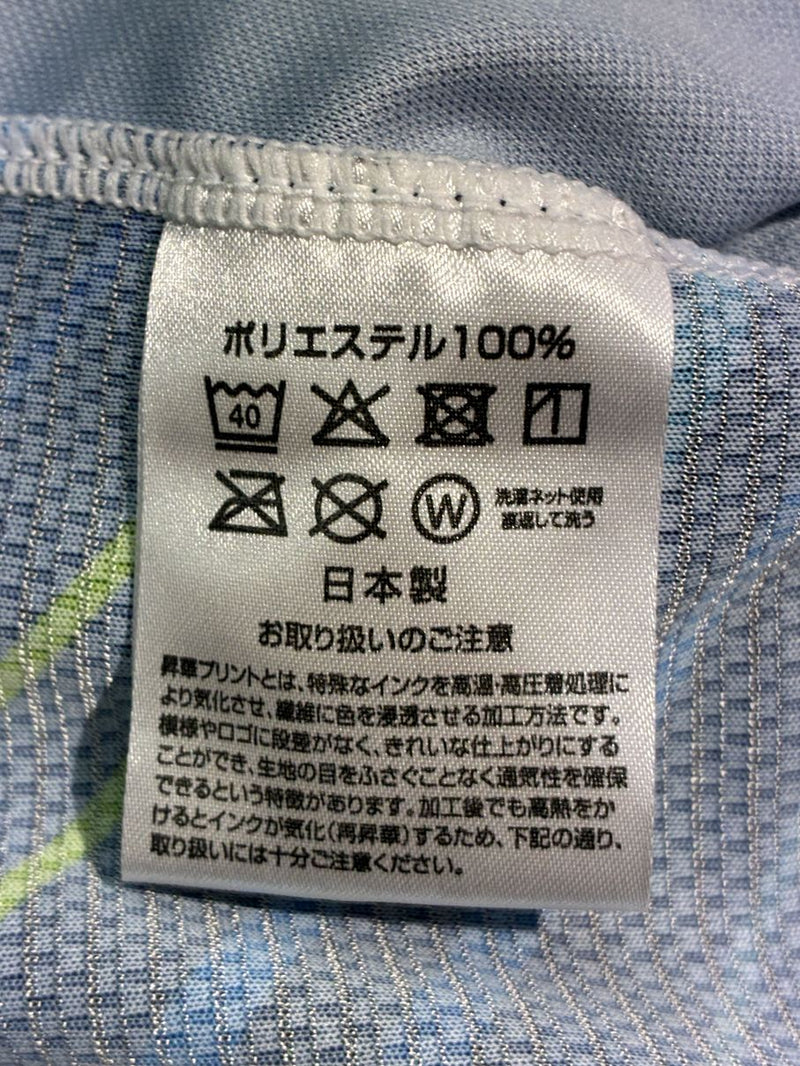 ポリエステル100%
40
W
洗濯ネット使用
裏返して洗う
日本製
お取り扱いのご注意
昇華プリントとは、特殊なインクを高温・高圧着処理に
より気化させ、繊維に色を浸透させる加工方法です。
模様やロゴに段差がなく、きれいな仕上がりにする
ことができ、生地の目をふさぐことなく通気性を確保
できるという特徴があります。加工後でも高熱をか
けるとインクが気化(再昇華)するため、下記の通り、
取り扱いには十分ご注意ください。